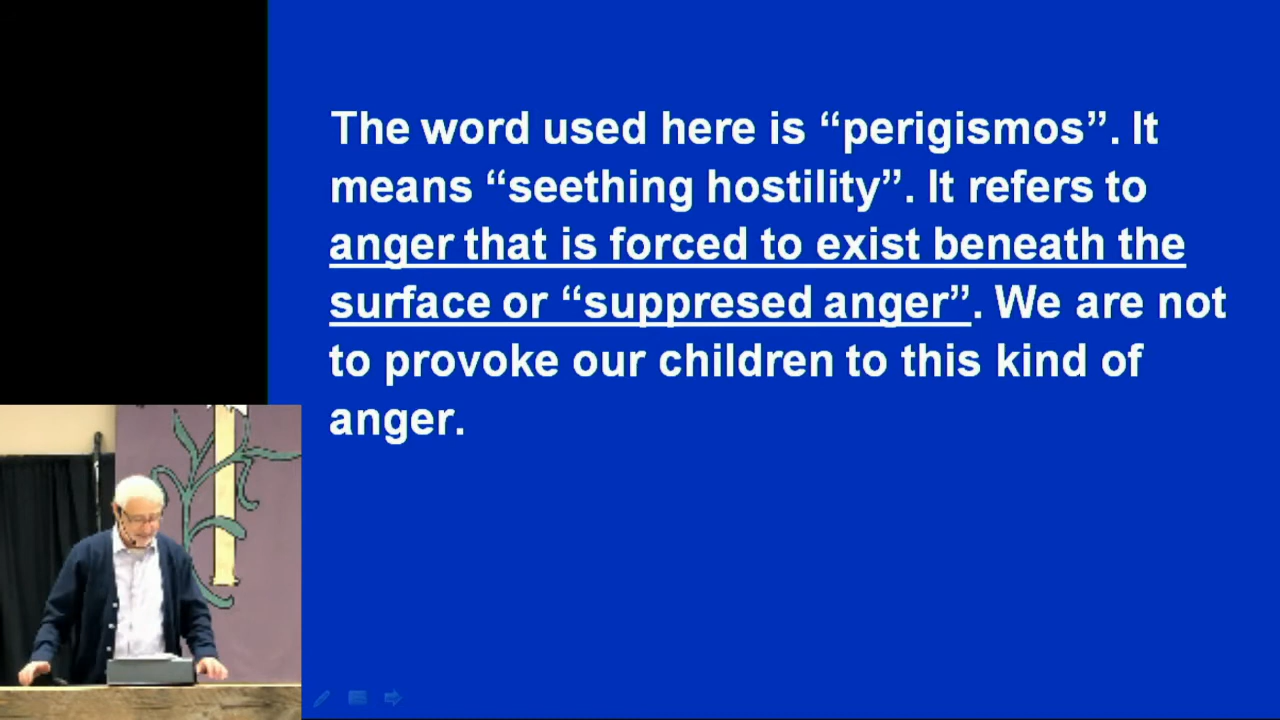 The word used here is “perigismos”. It
means “seething hostility”. It refers to
anger that is forced to exist beneath the
surface or “suppresed anger”. We are not
to provoke our children to this kind of
anger.